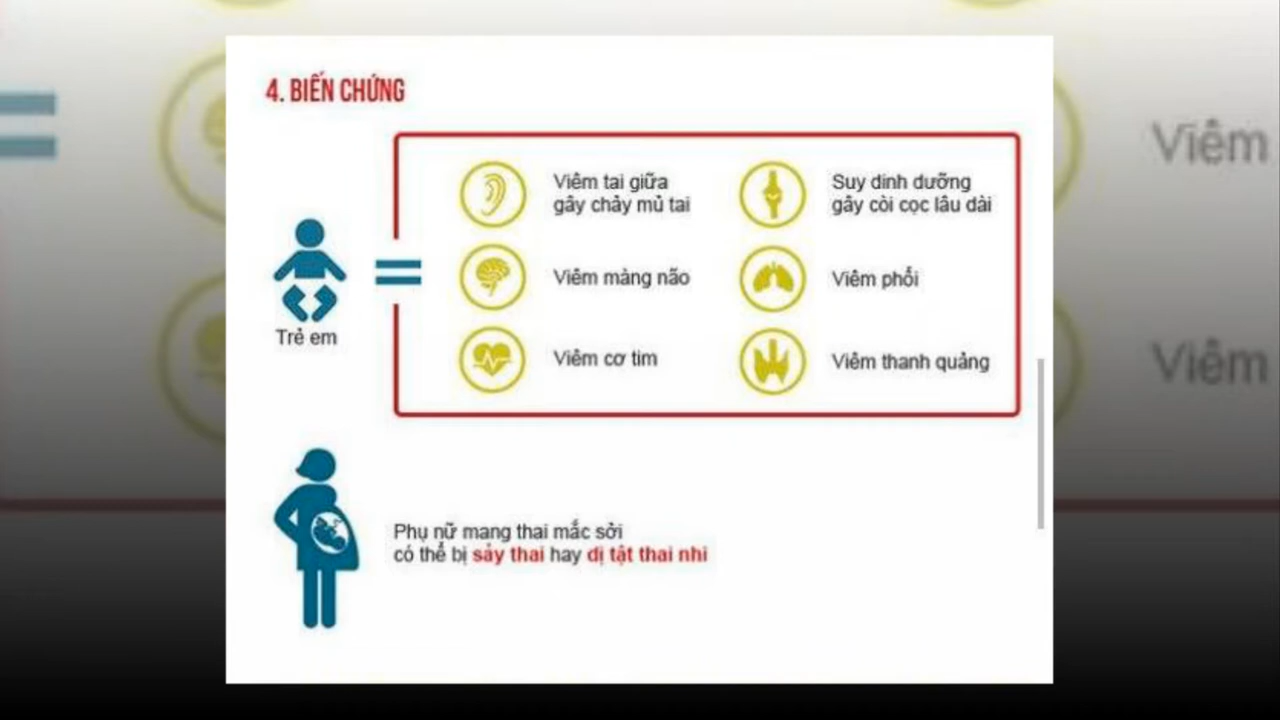 4. BIẾN CHỨNG
Viêm tai giữa
gây chảy mủ tai
Suy dinh dưỡng
gây còi cọc lâu dài
Viêm màng não
Viêm phổi
Viêm cơ tim
Viêm thanh quảng
Trẻ em
Phụ nữ mang thai mắc sởi
có thể bị sảy thai hay dị tật thai nhi
Viêm
Viêm